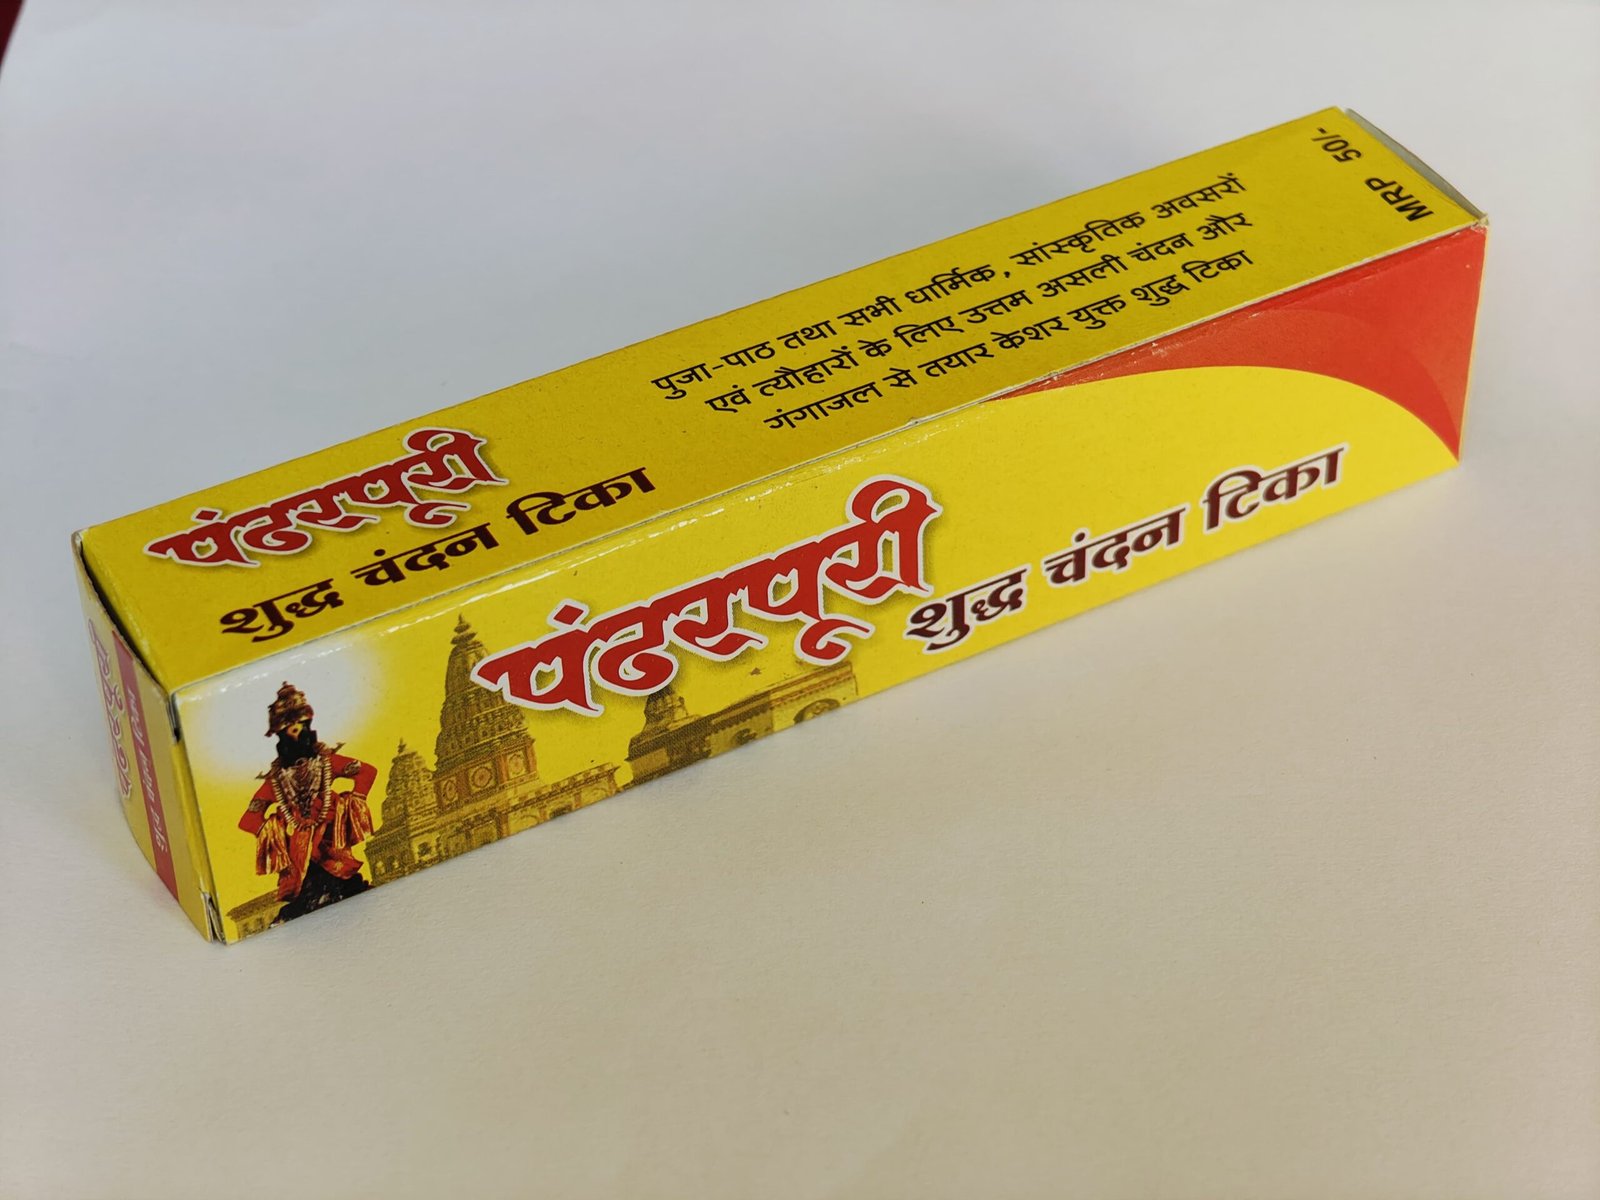 पंढरपूरी
शुद्ध चंदन टिका
पुजा-पाठ तथा सभी धार्मिक , सांस्कृतिक अवसरों
एवं त्यौहारों के लिए उत्तम असली चंदन और
गंगाजल से तयार केशर युक्त शुद्ध टिका
MRP 50/-
पंढरपूरी
शुद्ध चंदन टिका